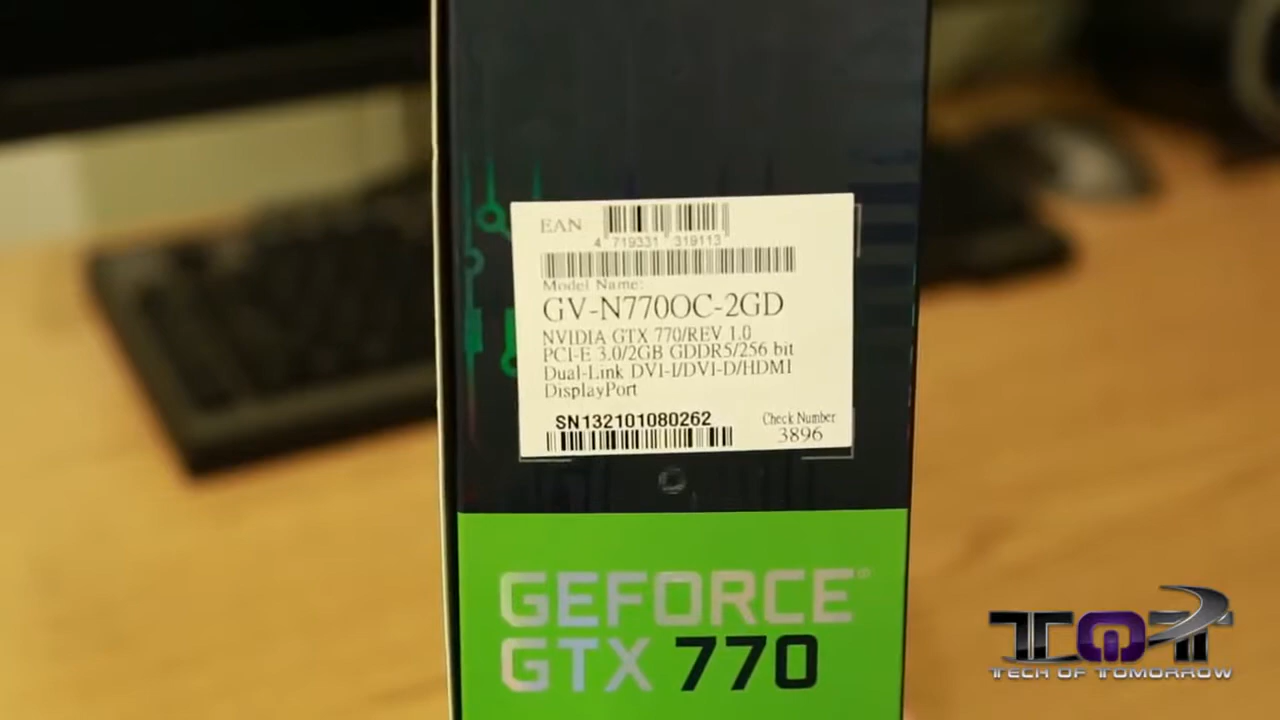 EAN
4 719331 319113
Model Name:
GV-N770OC-2GD
NVIDIA GTX 770/REV 1.0
PCI-E 3.0/2GB GDDR5/256 bit
Dual-Link DVI-I/DVI-D/HDMI
DisplayPort
SN132101080262
Check Number
3896
GEFORCE
GTX 770
TOT
TECH OF TOMORROW